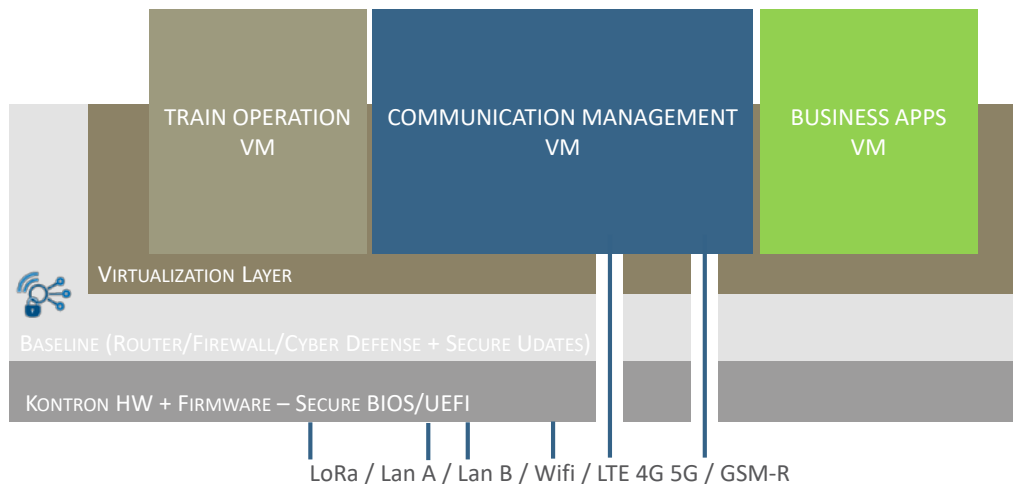 TRAIN OPERATION
VM
COMMUNICATION MANAGEMENT
VM
BUSINESS APPS
VM
VIRTUALIZATION LAYER
BASELINE (ROUTER/FIREWALL/CYBER DEFENSE + SECURE UDATES)
KONTRON HW + FIRMWARE – SECURE BIOS/UEFI
LoRa / Lan A / Lan B / Wifi / LTE 4G 5G / GSM-R